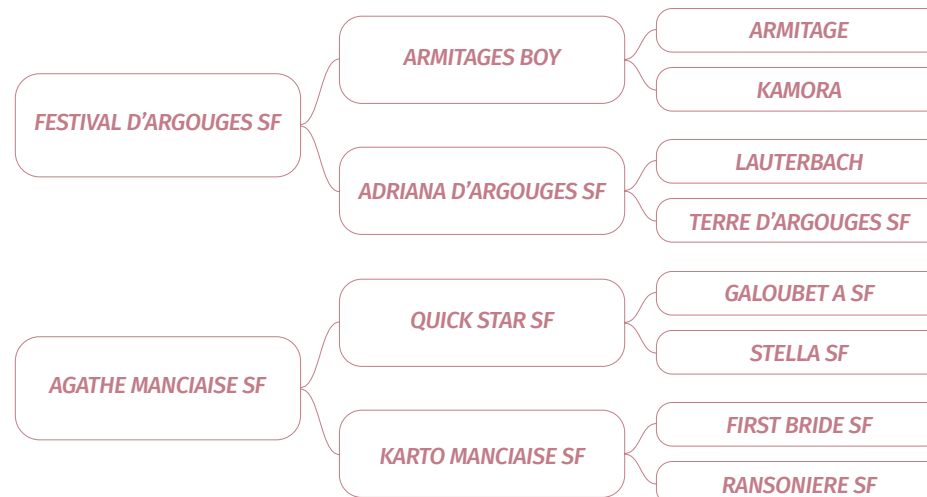 FESTIVAL D’ARGOUGES SF
ARMITAGES BOY
ARMITAGE
KAMORA
ADRIANA D’ARGOUGES SF
LAUTERBACH
TERRE D’ARGOUGES SF
AGATHE MANCIAISE SF
QUICK STAR SF
GALOUBET A SF
STELLA SF
KARTO MANCIAISE SF
FIRST BRIDE SF
RANSONIERE SF